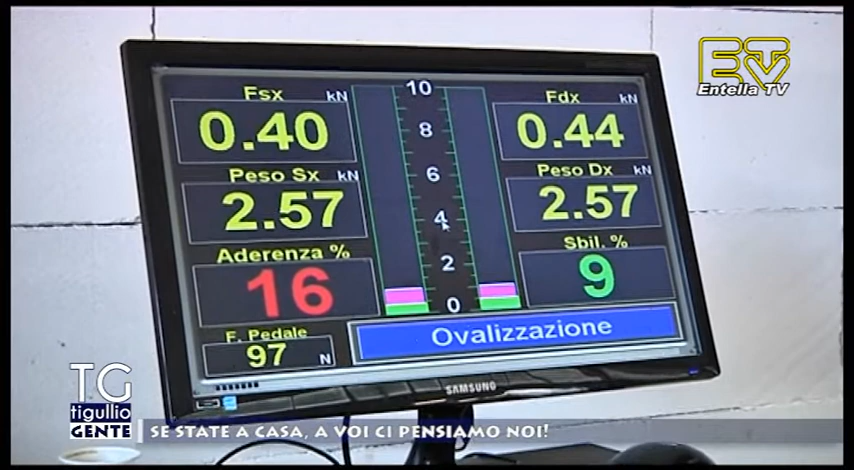 Fsx kN
0.40
Peso Sx kN
2.57
Aderenza %
16
F. Pedale
97 N
10
8
6
4
2
0
Fdx kN
0.44
Peso Dx kN
2.57
Sbil. %
9
Ovalizzazione
SAMSUNG
ETV
Entella TV
TG
tigullio
GENTE
SE STATE A CASA, A VOI CI PENSIAMO NOI!